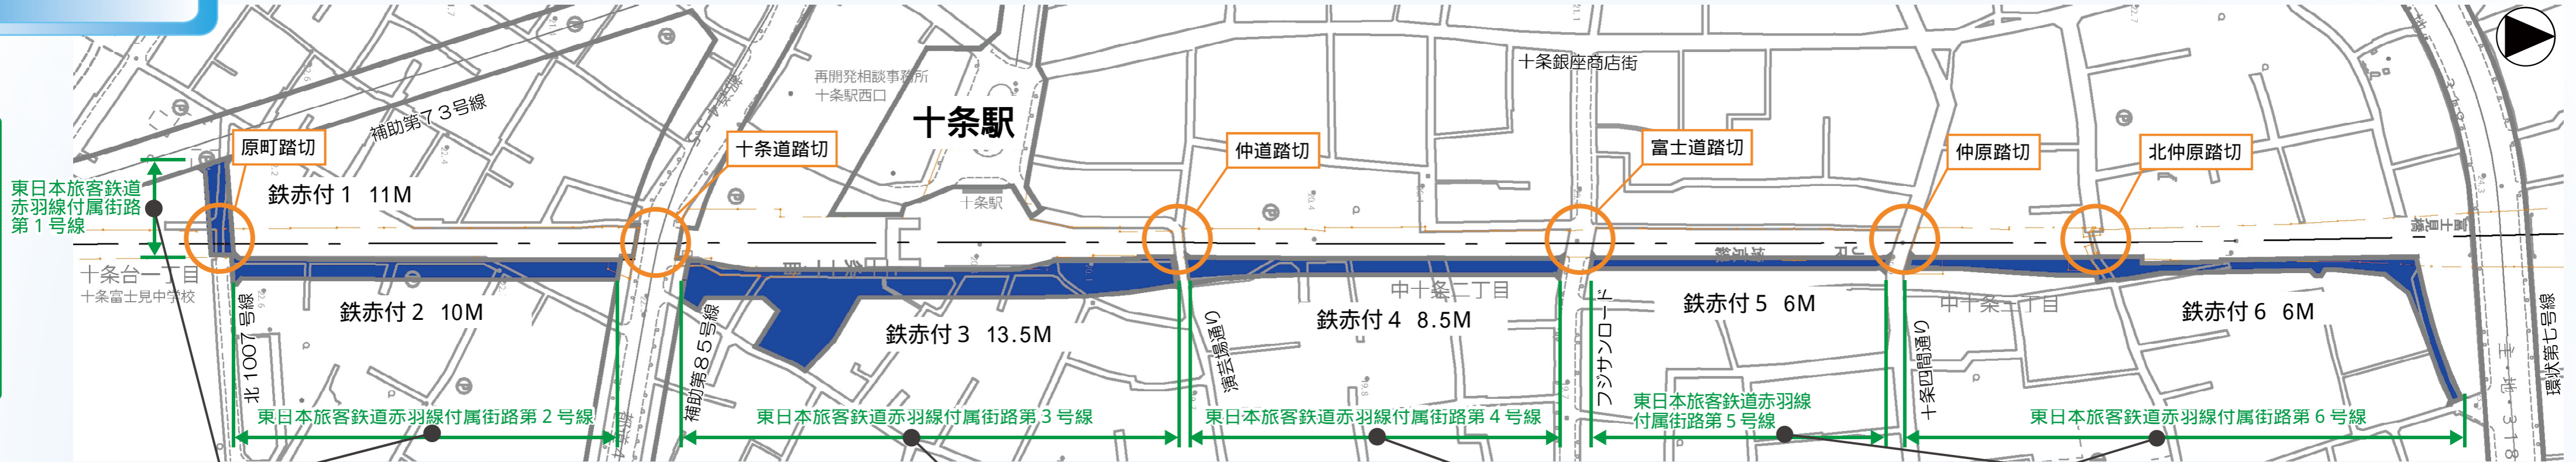 再開発相談事務所
十条駅西口
十条銀座商店街
十条駅
補助第７３号線
原町踏切
十条道踏切
仲道踏切
富士道踏切
仲原踏切
北仲原踏切
東日本旅客鉄道
赤羽線付属街路
第１号線
鉄赤付１ 11M
十条駅
富士見橋
十条台一丁目
十条富士見中学校
JR
埼京線
北1007号線
鉄赤付２ 10M
補助第８５号線
鉄赤付３ 13.5M
演芸場通り
中十条二丁目
鉄赤付４ 8.5M
フジサンロード
鉄赤付５ 6M
十条四間通り
中十条三丁目
鉄赤付６ 6M
主・地・318
環状第七号線
東日本旅客鉄道赤羽線付属街路第２号線
東日本旅客鉄道赤羽線付属街路第３号線
東日本旅客鉄道赤羽線付属街路第４号線
東日本旅客鉄道赤羽線
付属街路第５号線
東日本旅客鉄道赤羽線付属街路第６号線